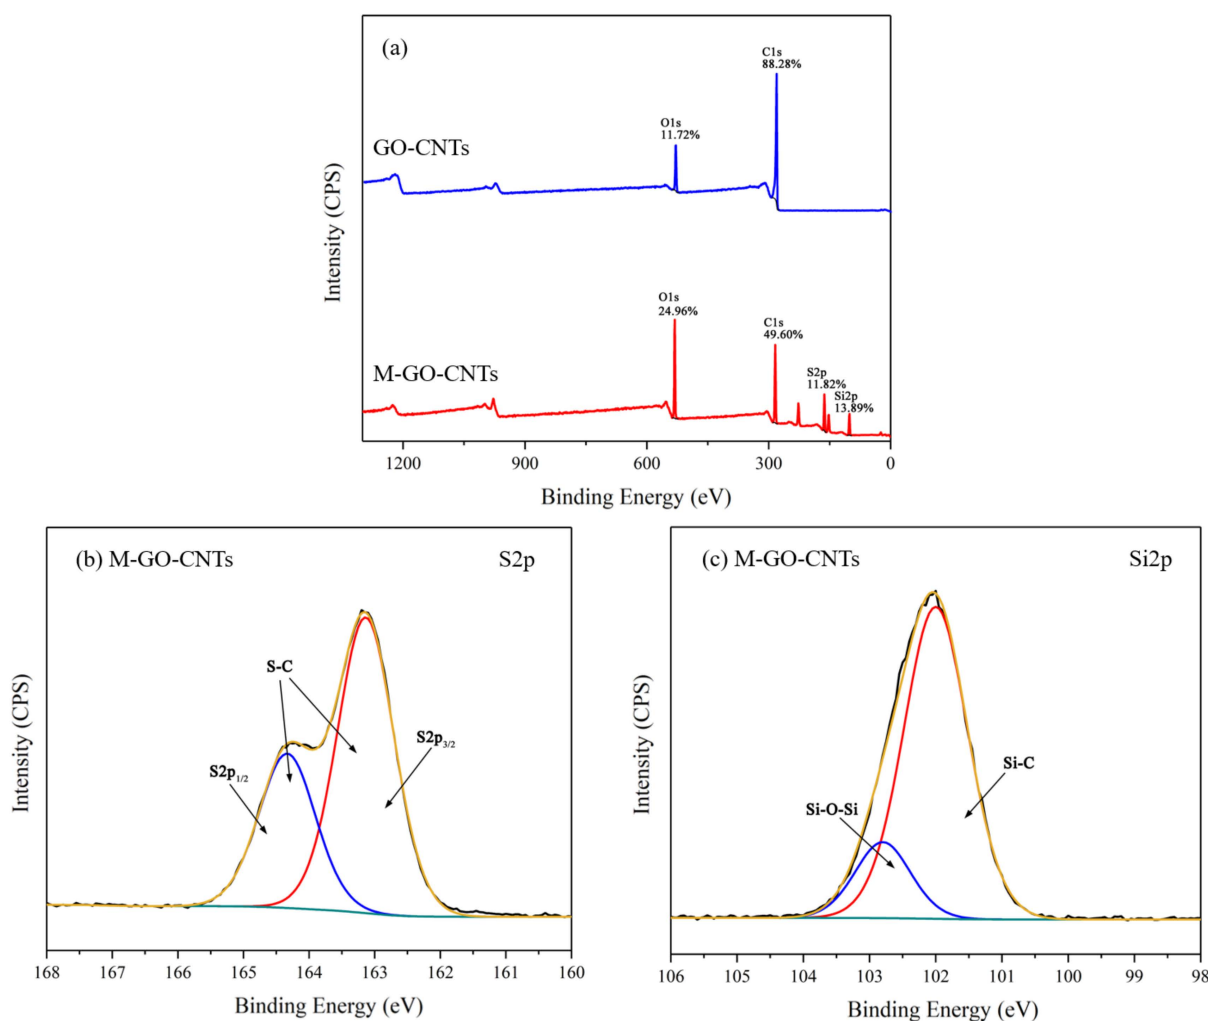 (a)
C1s
88.28%
O1s
11.72%
GO-CNTs
O1s
24.96%
C1s
49.60%
M-GO-CNTs
S2p
11.82%
Si2p
13.89%
Intensity (CPS)
1200 900 600 300 0
Binding Energy (eV)
(b) M-GO-CNTs S2p
S-C
S2p1/2
S2p3/2
Intensity (CPS)
168 167 166 165 164 163 162 161 160
Binding Energy (eV)
(c) M-GO-CNTs Si2p
Si-C
Si-O-Si
Intensity (CPS)
106 105 104 103 102 101 100 99 98
Binding Energy (eV)